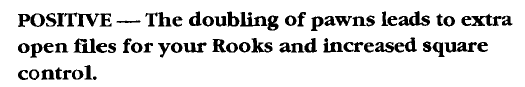 POSITIVE — The doubling of pawns leads to extra
open files for your Rooks and increased square
control.